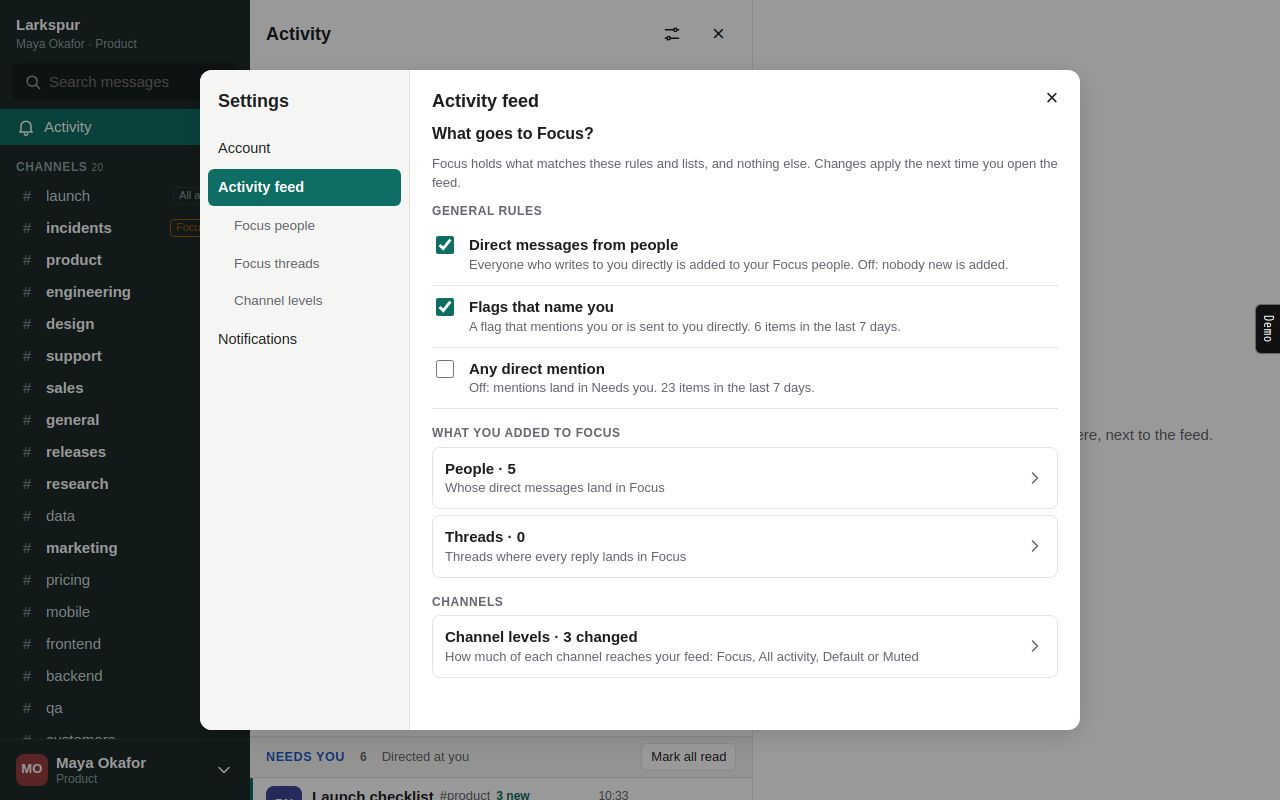 Larkspur
Maya Okafor · Product
Search messages
Activity
CHANNELS 20
# launch
All a
# incidents
Focu
# product
# engineering
# design
# support
# sales
# general
# releases
# research
# data
# marketing
# pricing
# mobile
# frontend
# backend
# qa
# customers
MO
Maya Okafor
Product
Activity
Settings
Account
Activity feed
Focus people
Focus threads
Channel levels
Notifications
Activity feed
What goes to Focus?
Focus holds what matches these rules and lists, and nothing else. Changes apply the next time you open the
feed.
GENERAL RULES
Direct messages from people
Everyone who writes to you directly is added to your Focus people. Off: nobody new is added.
Flags that name you
A flag that mentions you or is sent to you directly. 6 items in the last 7 days.
Any direct mention
Off: mentions land in Needs you. 23 items in the last 7 days.
WHAT YOU ADDED TO FOCUS
People · 5
Whose direct messages land in Focus
Threads · 0
Threads where every reply lands in Focus
CHANNELS
Channel levels · 3 changed
How much of each channel reaches your feed: Focus, All activity, Default or Muted
ere, next to the feed.
Demo
NEEDS YOU 6 Directed at you
Mark all read
Launch checklist #product 3 new 10:33